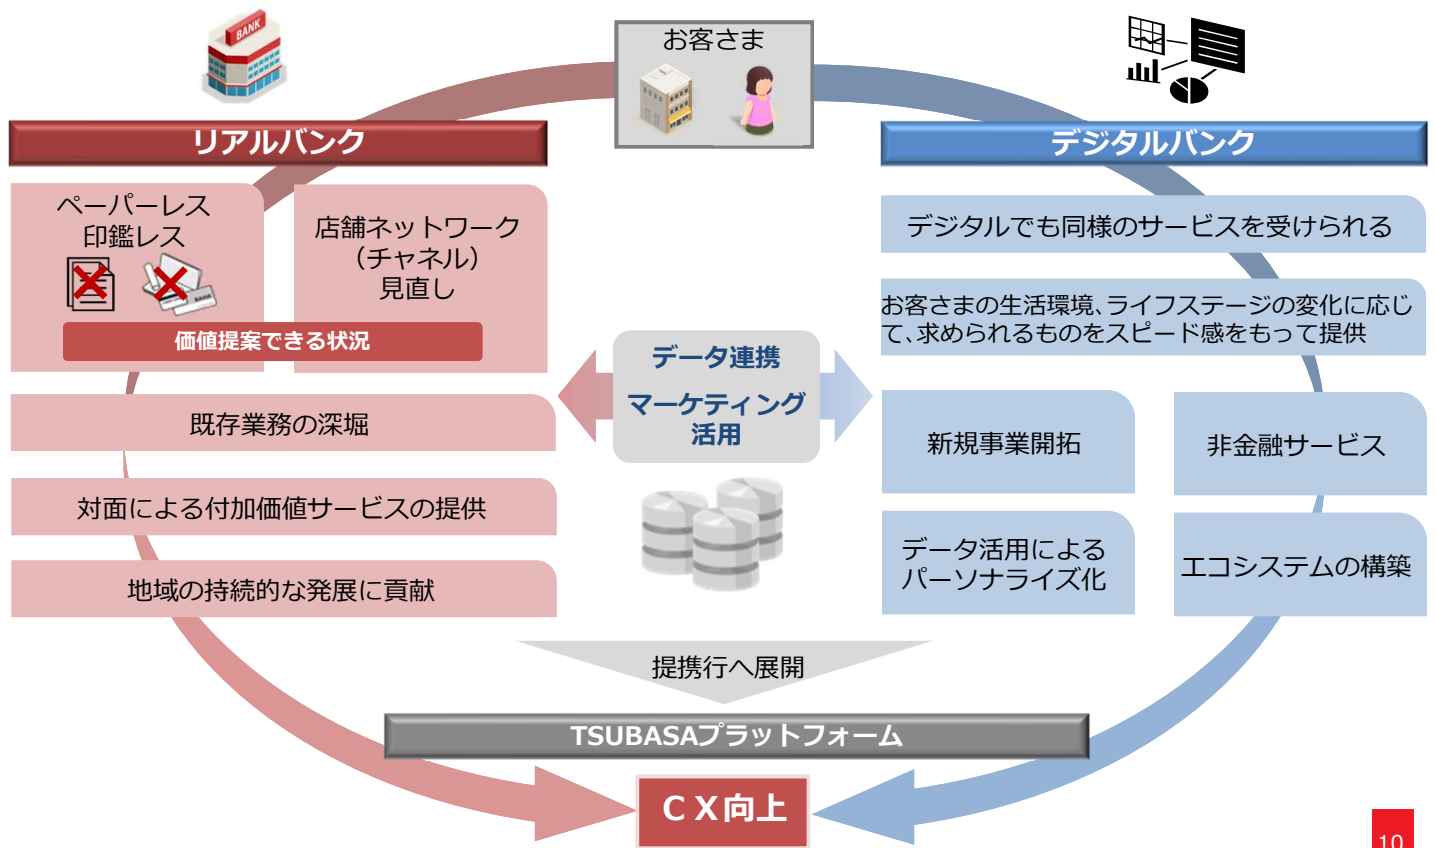 お客さま
BANK
リアルバンク
ペーパーレス
印鑑レス
BANK
店舗ネットワーク
（チャネル）
見直し
価値提案できる状況
既存業務の深堀
対面による付加価値サービスの提供
地域の持続的な発展に貢献
データ連携
マーケティング
活用
デジタルバンク
デジタルでも同様のサービスを受けられる
お客さまの生活環境、ライフステージの変化に応じ
て、求められるものをスピード感をもって提供
新規事業開拓
非金融サービス
データ活用による
パーソナライズ化
エコシステムの構築
提携行へ展開
TSUBASAプラットフォーム
ＣＸ向上
10